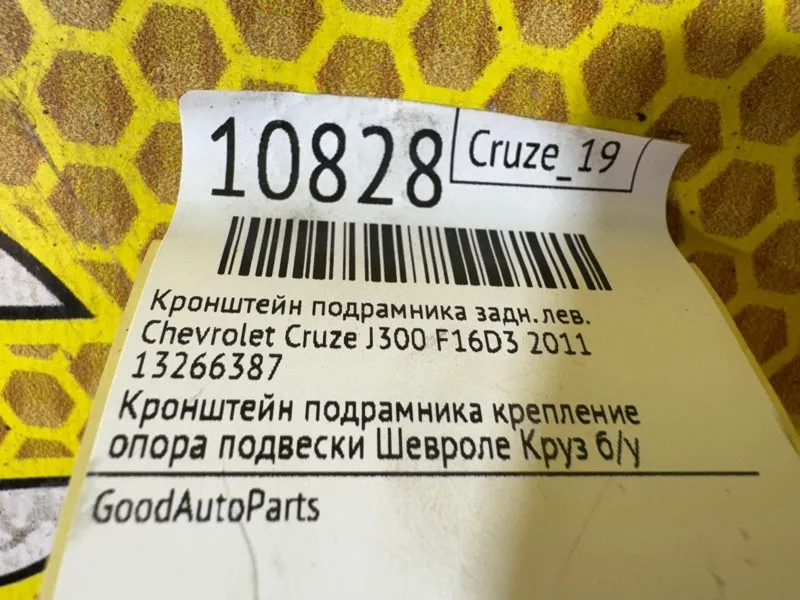 10828
Cruze_19
Кронштейн подрамника задн.лев.
Chevrolet Cruze J300 F16D3 2011
13266387
Кронштейн подрамника крепление
опора подвески Шевроле Круз б/у
GoodAutoParts